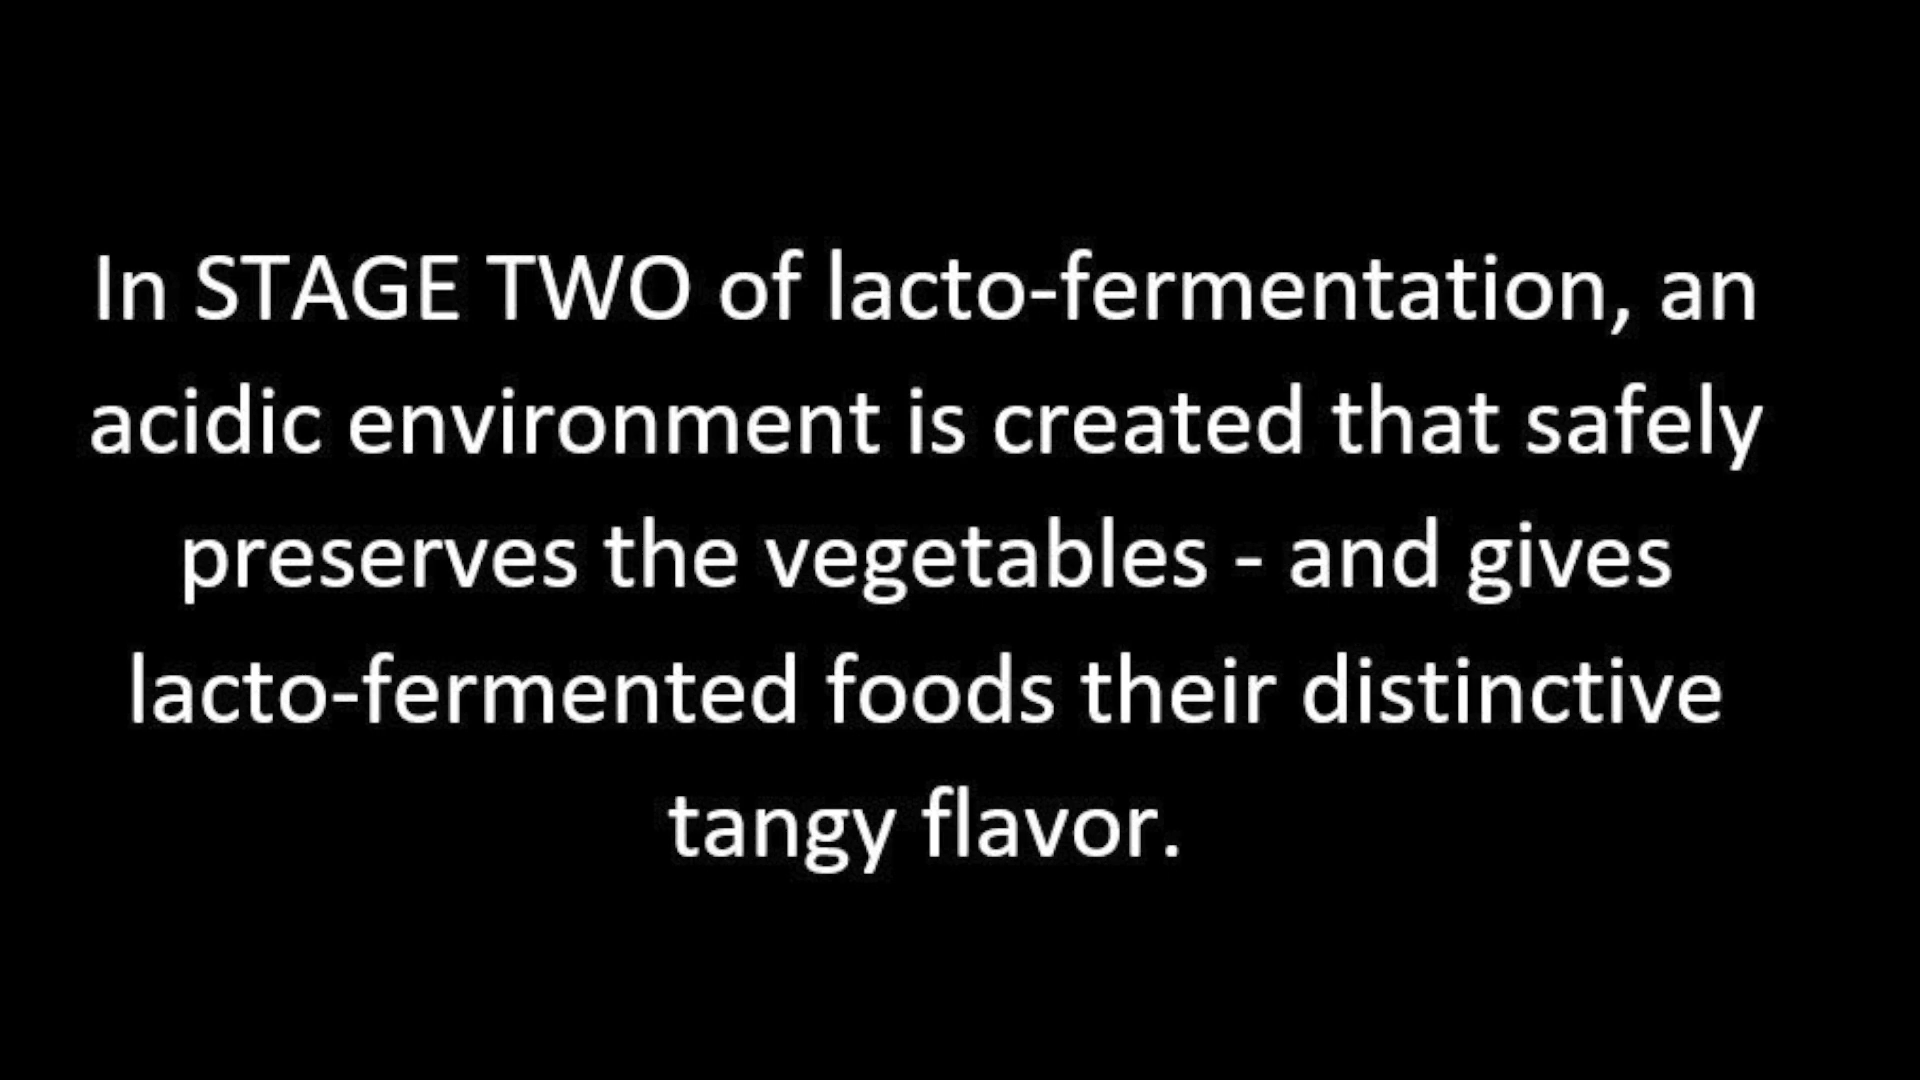 In STAGE TWO of lacto-fermentation, an
acidic environment is created that safely
preserves the vegetables - and gives
lacto-fermented foods their distinctive
tangy flavor.